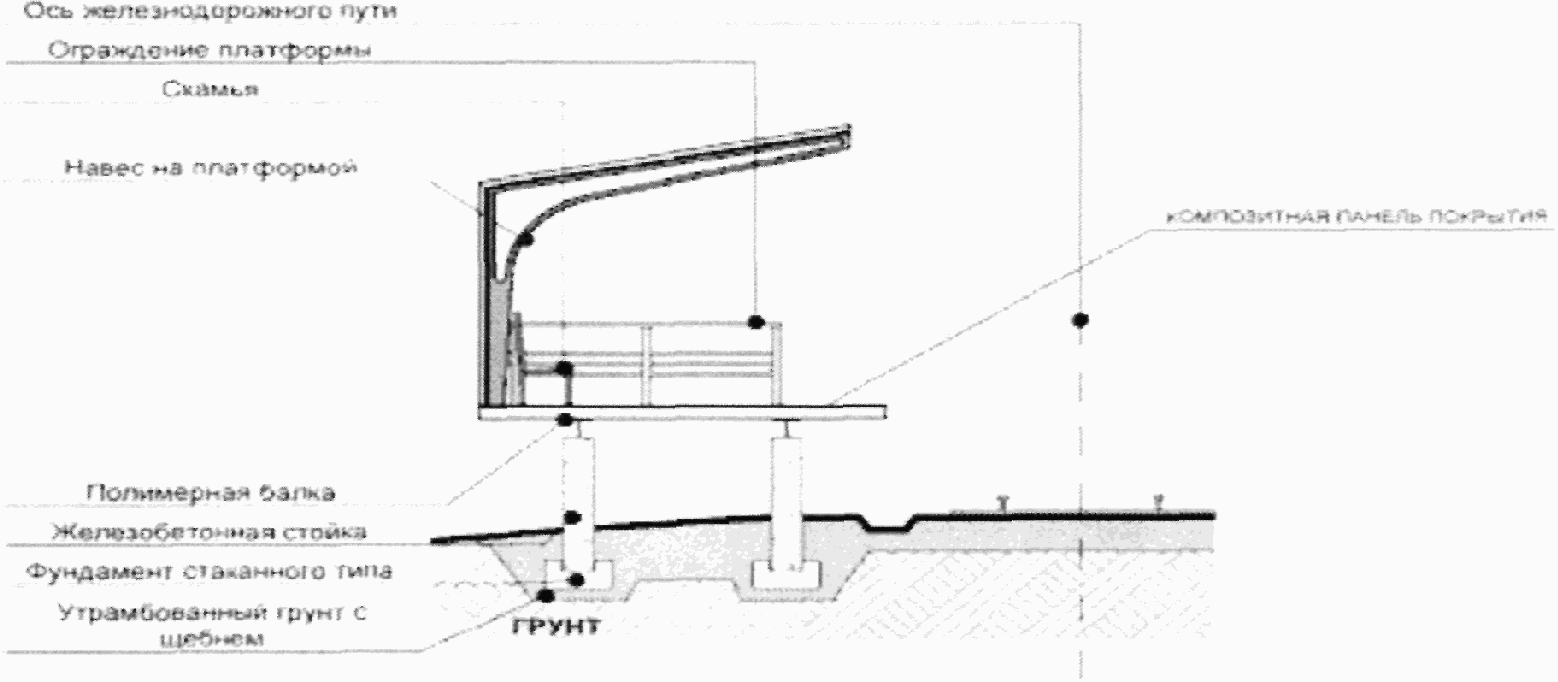 Ось железнодорожного пути
Ограждение платформы
Скамья
Навес на платформой
КОМПОЗИТНАЯ ПАНЕЛЬ ПОКРЫТИЯ
Полимерная балка
Железобетонная стойка
Фундамент стаканного типа
Утрамбованный грунт с
щебнем
ГРУНТ